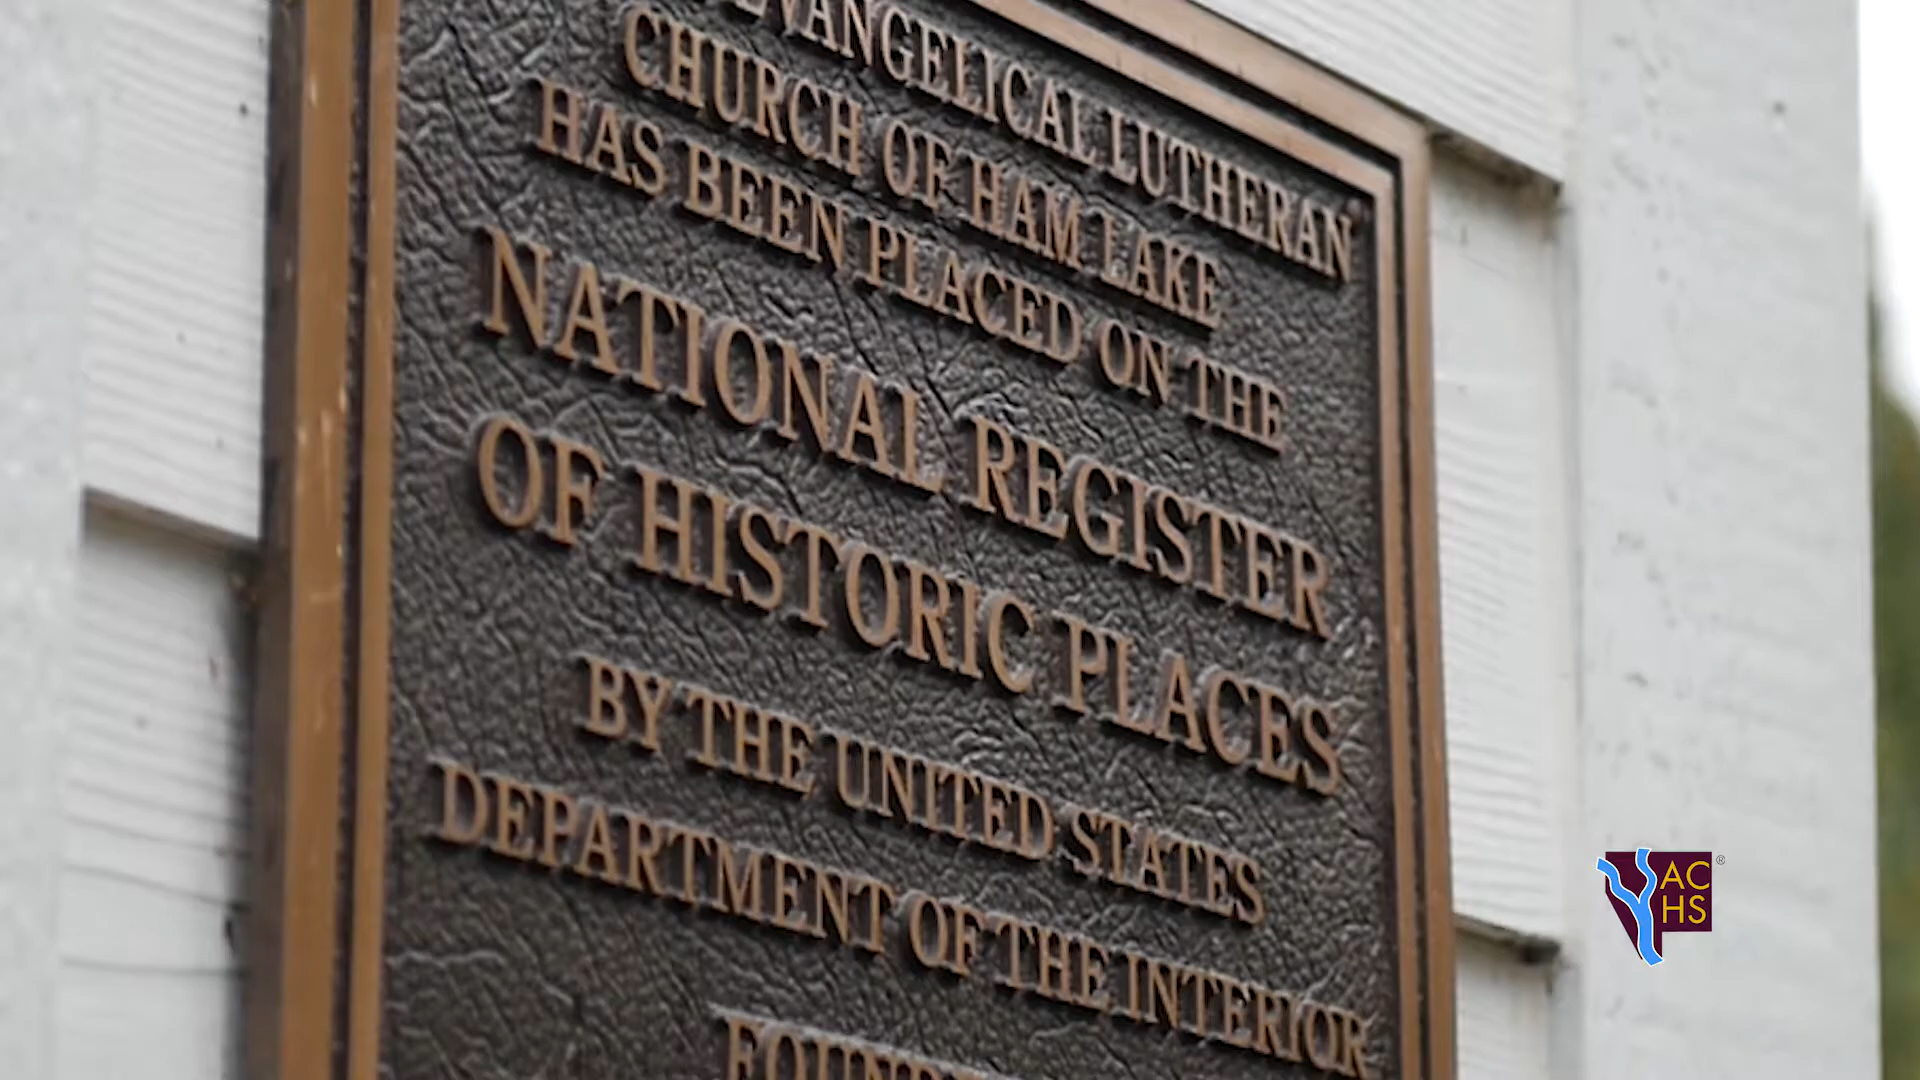 EVANGELICAL LUTHERAN
CHURCH OF HAM LAKE
HAS BEEN PLACED ON THE
NATIONAL REGISTER
OF HISTORIC PLACES
BY THE UNITED STATES
DEPARTMENT OF THE INTERIOR
AC
HS
®